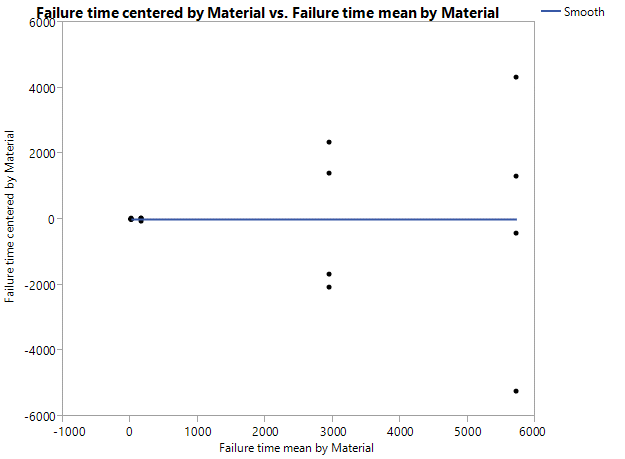 Failure time centered by Material vs. Failure time mean by Material
Smooth
6000
4000
2000
0
-2000
-4000
-6000
Failure time centered by Material
-1000 0 1000 2000 3000 4000 5000 6000
Failure time mean by Material